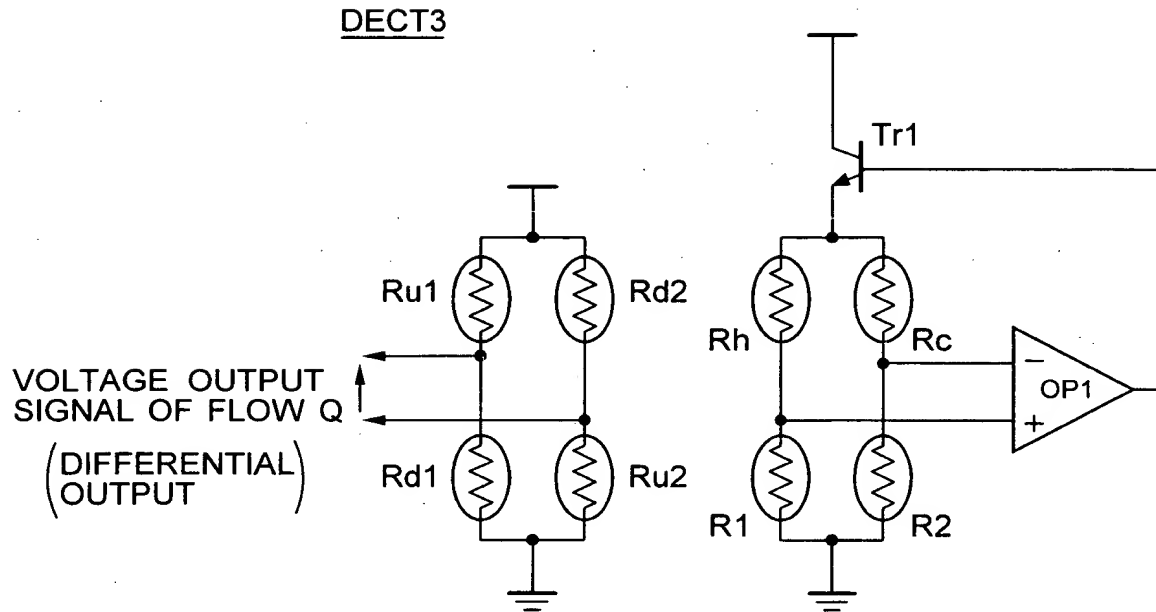 DECT3
Tr1
Ru1
Rd2
Rh
Rc
VOLTAGE OUTPUT
SIGNAL OF FLOW Q
(DIFFERENTIAL
OUTPUT)
−
OP1
+
Rd1
Ru2
R1
R2